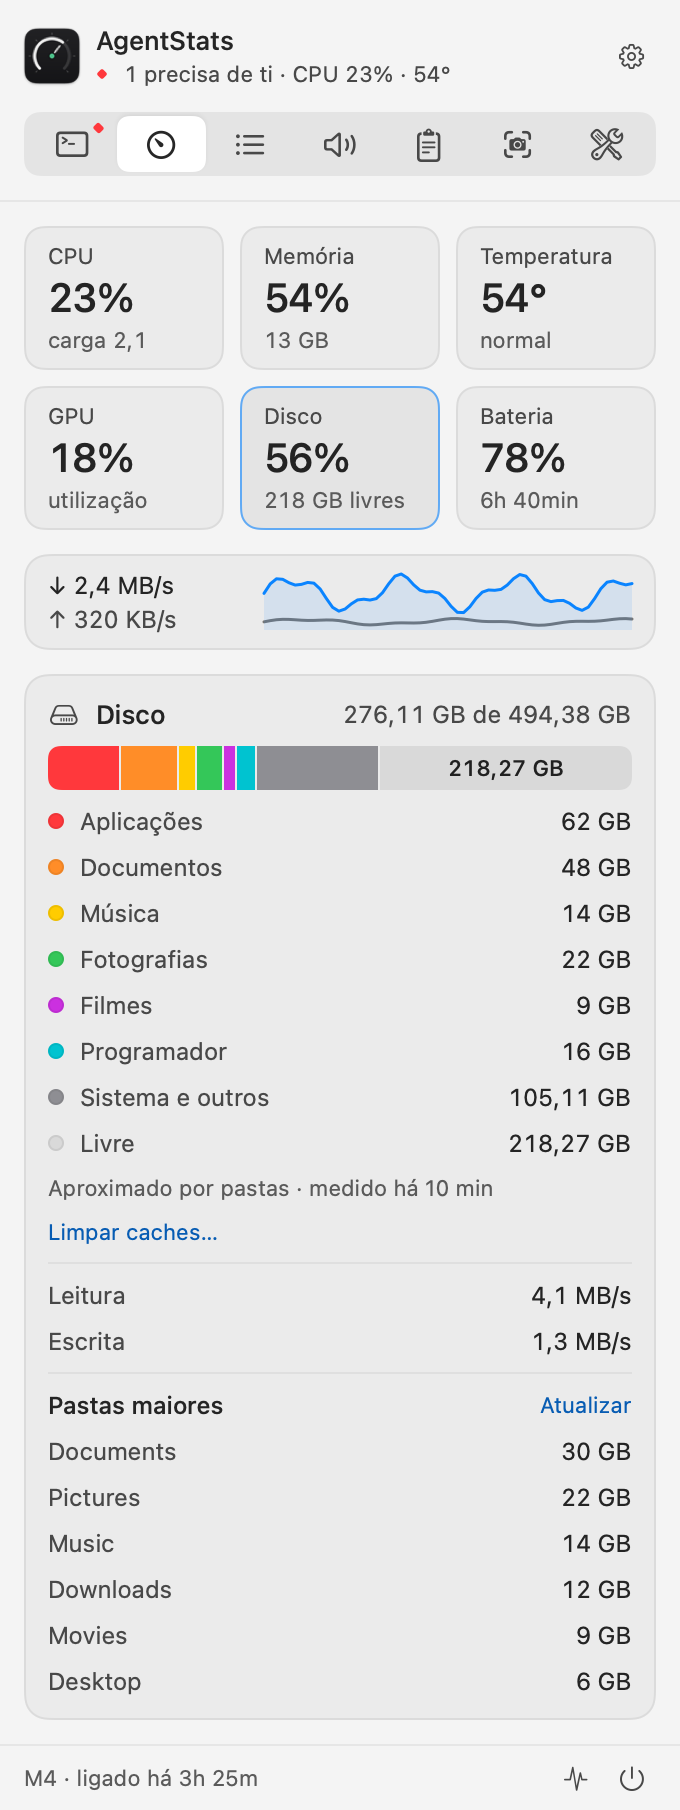 AgentStats
1 precisa de ti · CPU 23% · 54°
CPU
23%
carga 2,1
Memória
54%
13 GB
Temperatura
54°
normal
GPU
18%
utilização
Disco
56%
218 GB livres
Bateria
78%
6h 40min
↓ 2,4 MB/s
↑ 320 KB/s
Disco 276,11 GB de 494,38 GB
218,27 GB
Aplicações 62 GB
Documentos 48 GB
Música 14 GB
Fotografias 22 GB
Filmes 9 GB
Programador 16 GB
Sistema e outros 105,11 GB
Livre 218,27 GB
Aproximado por pastas · medido há 10 min
Limpar caches...
Leitura 4,1 MB/s
Escrita 1,3 MB/s
Pastas maiores Atualizar
Documents 30 GB
Pictures 22 GB
Music 14 GB
Downloads 12 GB
Movies 9 GB
Desktop 6 GB
M4 · ligado há 3h 25m